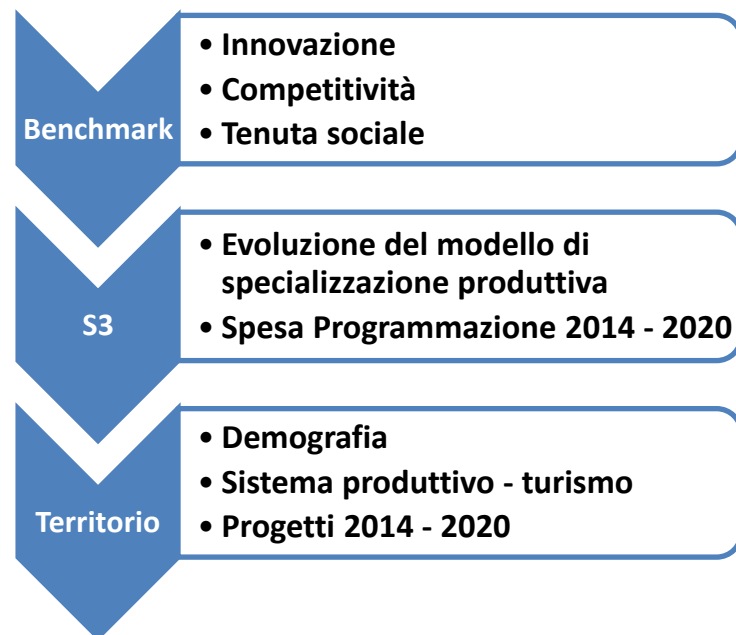 Benchmark
• Innovazione
• Competitività
• Tenuta sociale
S3
• Evoluzione del modello di
specializzazione produttiva
• Spesa Programmazione 2014 - 2020
Territorio
• Demografia
• Sistema produttivo - turismo
• Progetti 2014 - 2020